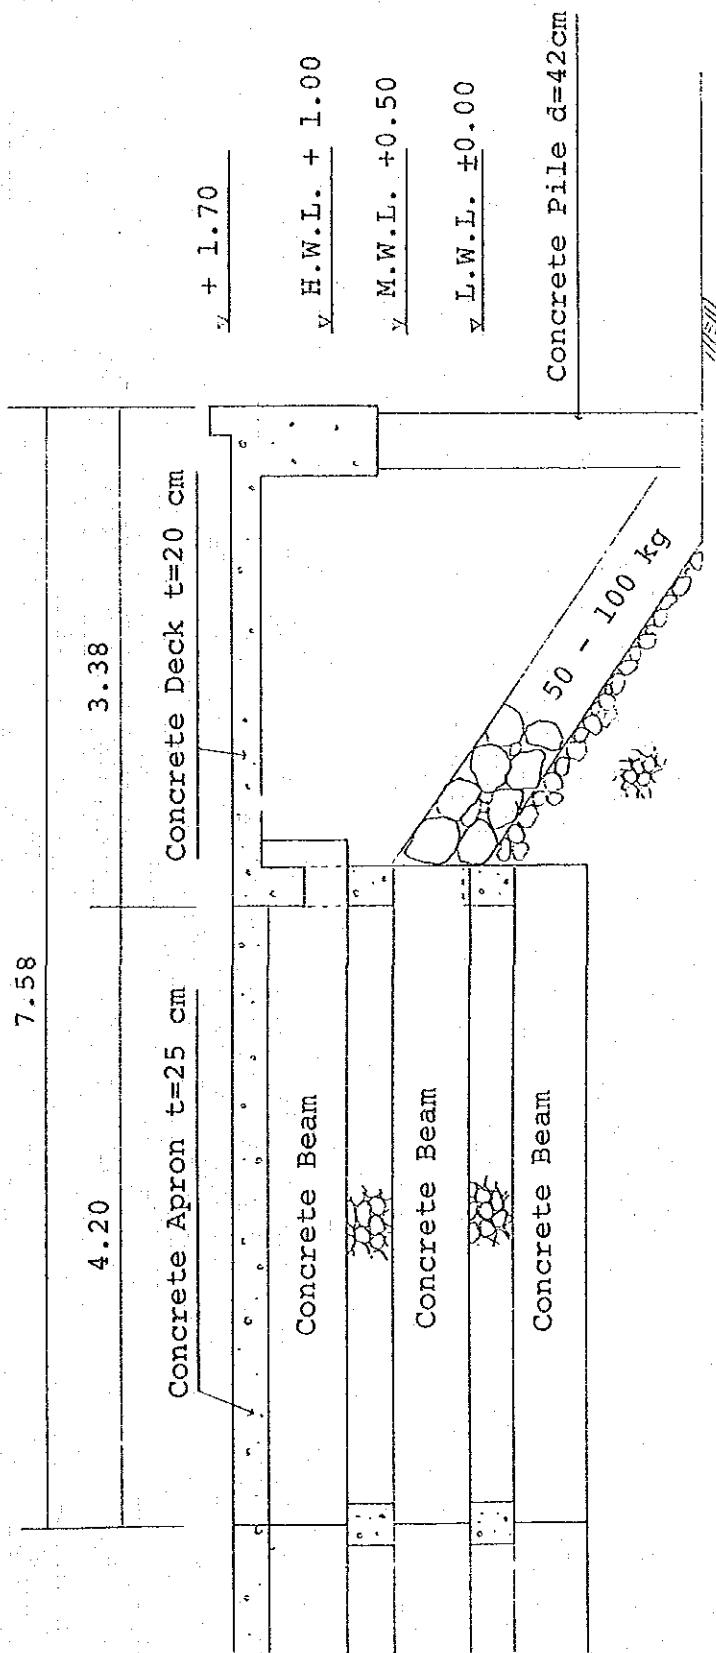 7.58
4.20
3.38
Concrete Apron t=25 cm
Concrete Deck t=20 cm
+ 1.70
H.W.L. + 1.00
M.W.L. +0.50
L.W.L. ±0.00
Concrete Pile d=42cm
Concrete Beam
Concrete Beam
Concrete Beam
50 - 100 kg